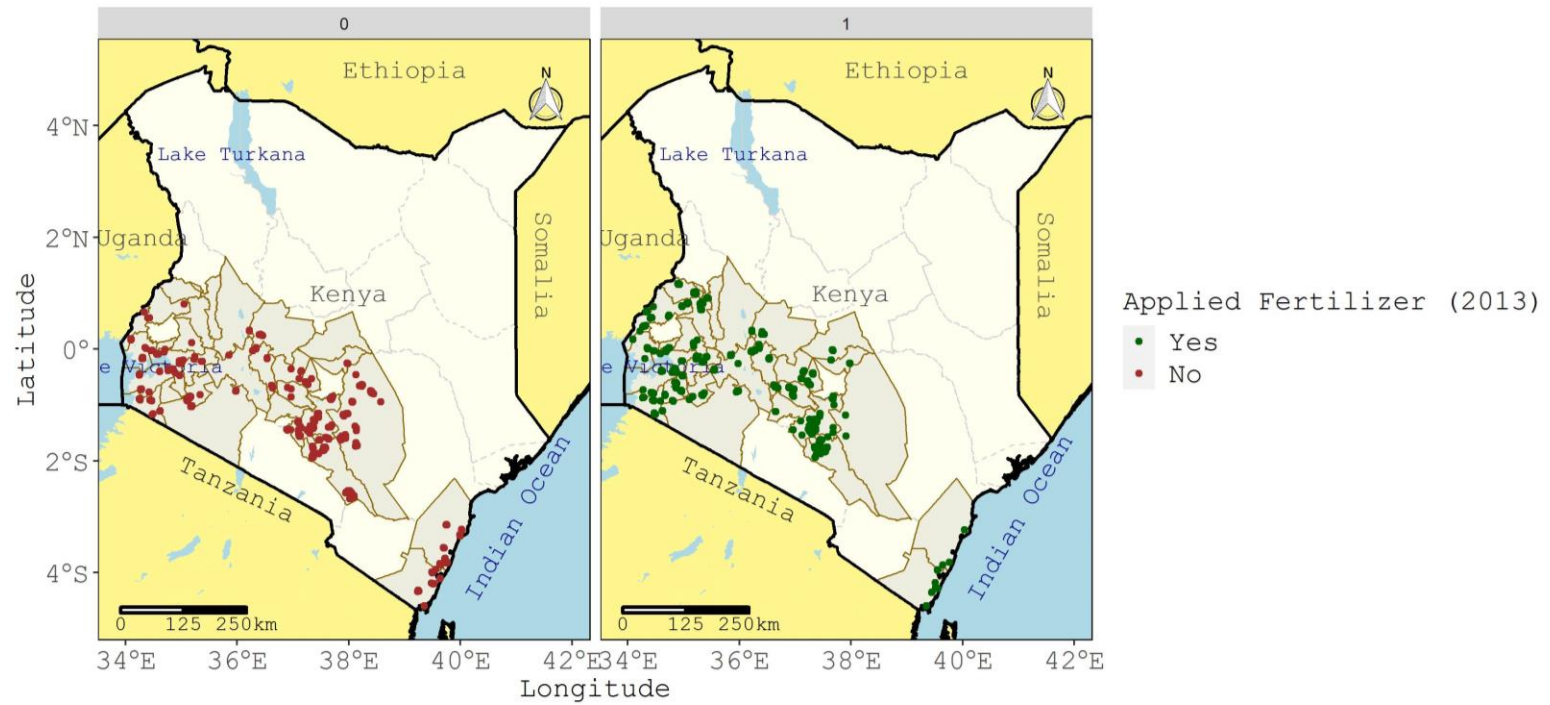 0
1
Ethiopia
N
Ethiopia
N
4°N
Lake Turkana
Lake Turkana
Somalia
Somalia
2°N
Uganda
Uganda
Kenya
Kenya
Applied Fertilizer (2013)
Yes
No
Latitude
0°
e Victoria
e Victoria
2°S
Tanzania
Tanzania
Indian Ocean
Indian Ocean
4°S
0 125 250km
0 125 250km
34°E 36°E 38°E 40°E 42°E 34°E 36°E 38°E 40°E 42°E
Longitude